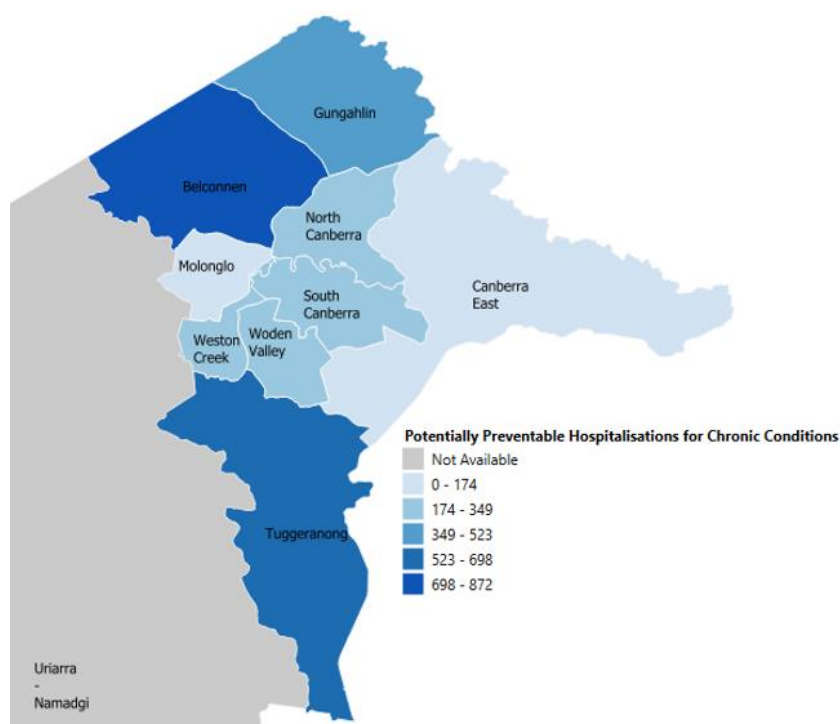 Gungahlin
Belconnen
North
Canberra
Molonglo
Canberra
East
South
Canberra
Weston
Creek
Woden
Valley
Potentially Preventable Hospitalisations for Chronic Conditions
Not Available
0 - 174
174 - 349
349 - 523
523 - 698
698 - 872
Tuggeranong
Uriarra
-
Namadgi